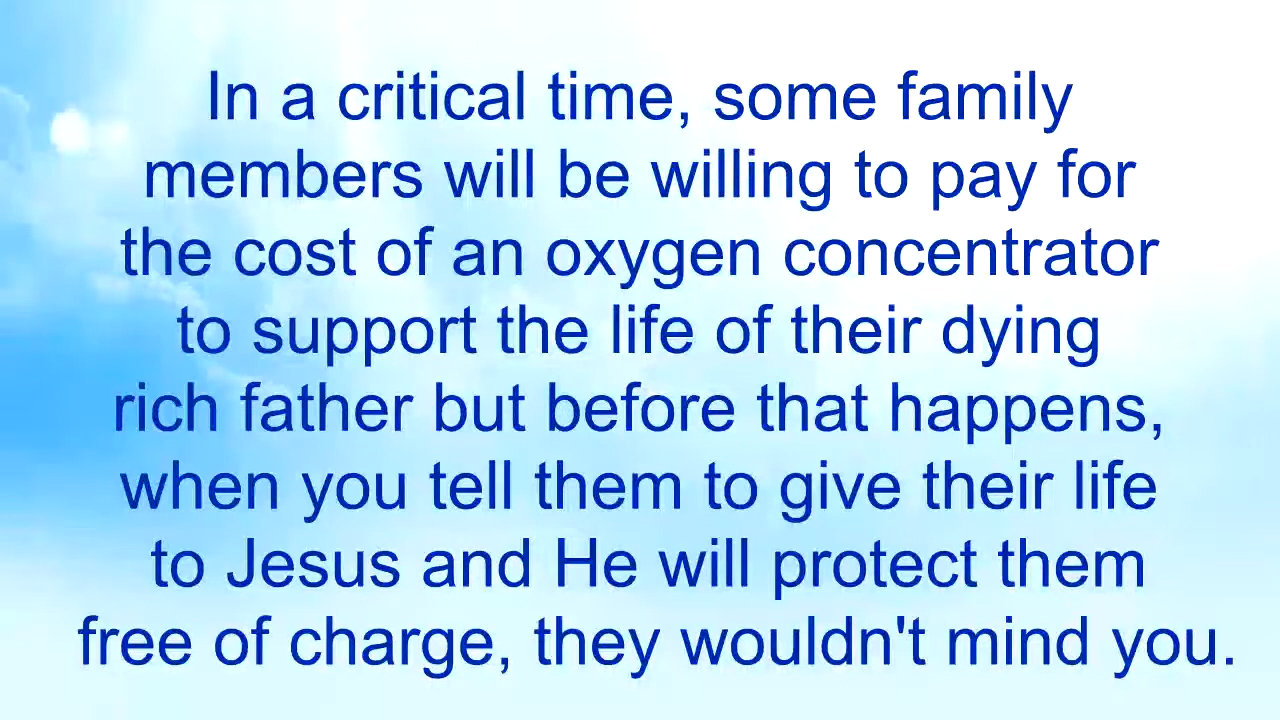 In a critical time, some family
members will be willing to pay for
the cost of an oxygen concentrator
to support the life of their dying
rich father but before that happens,
when you tell them to give their life
to Jesus and He will protect them
free of charge, they wouldn't mind you.